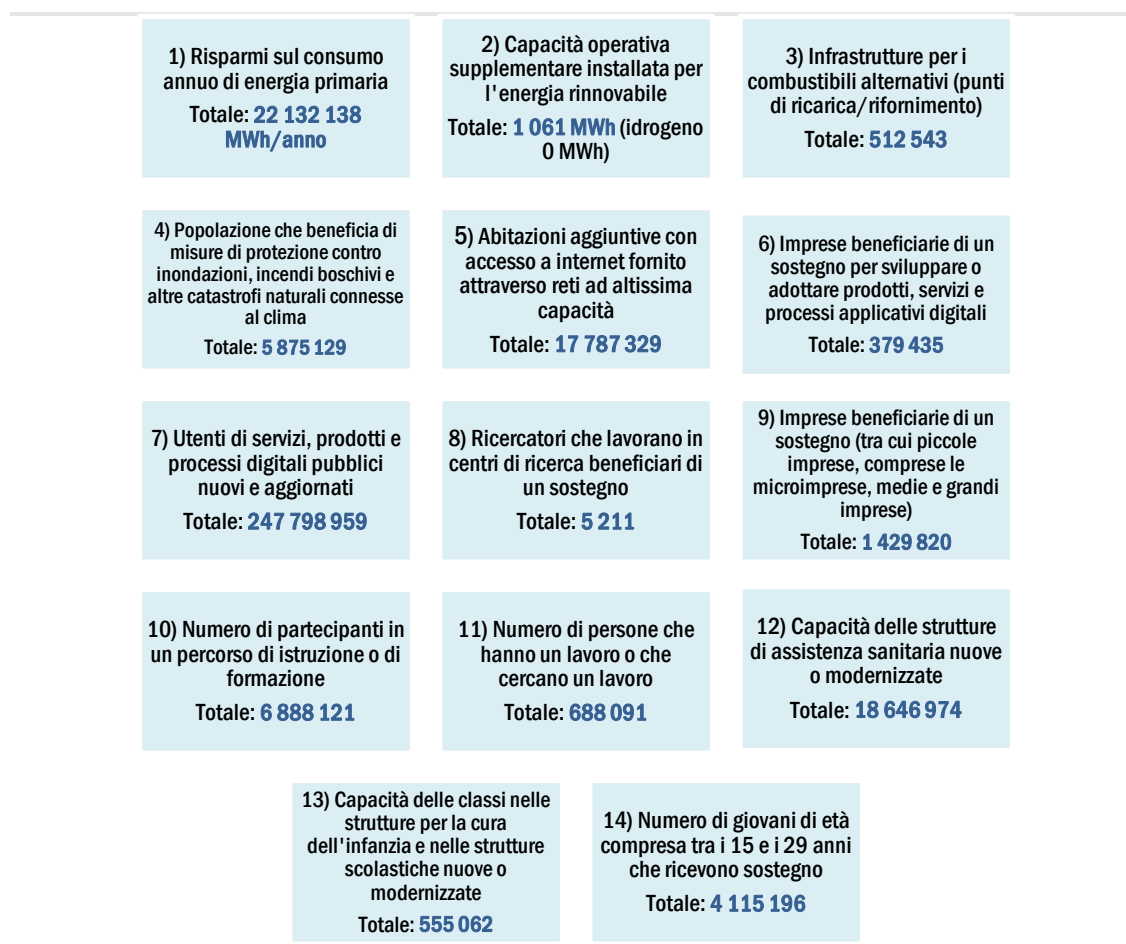 1) Risparmi sul consumo
annuo di energia primaria
Totale: 22 132 138
MWh/anno
2) Capacità operativa
supplementare installata per
l'energia rinnovabile
Totale: 1 061 MWh (idrogeno
0 MWh)
3) Infrastrutture per i
combustibili alternativi (punti
di ricarica/rifornimento)
Totale: 512 543
4) Popolazione che beneficia di
misure di protezione contro
inondazioni, incendi boschivi e
altre catastrofi naturali connesse
al clima
Totale: 5 875 129
5) Abitazioni aggiuntive con
accesso a internet fornito
attraverso reti ad altissima
capacità
Totale: 17 787 329
6) Imprese beneficiarie di un
sostegno per sviluppare o
adottare prodotti, servizi e
processi applicativi digitali
Totale: 379 435
7) Utenti di servizi, prodotti e
processi digitali pubblici
nuovi e aggiornati
Totale: 247 798 959
8) Ricercatori che lavorano in
centri di ricerca beneficiari di
un sostegno
Totale: 5 211
9) Imprese beneficiarie di un
sostegno (tra cui piccole
imprese, comprese le
microimprese, medie e grandi
imprese)
Totale: 1 429 820
10) Numero di partecipanti in
un percorso di istruzione o di
formazione
Totale: 6 888 121
11) Numero di persone che
hanno un lavoro o che
cercano un lavoro
Totale: 688 091
12) Capacità delle strutture
di assistenza sanitaria nuove
o modernizzate
Totale: 18 646 974
13) Capacità delle classi nelle
strutture per la cura
dell'infanzia e nelle strutture
scolastiche nuove o
modernizzate
Totale: 555 062
14) Numero di giovani di età
compresa tra i 15 e i 29 anni
che ricevono sostegno
Totale: 4 115 196